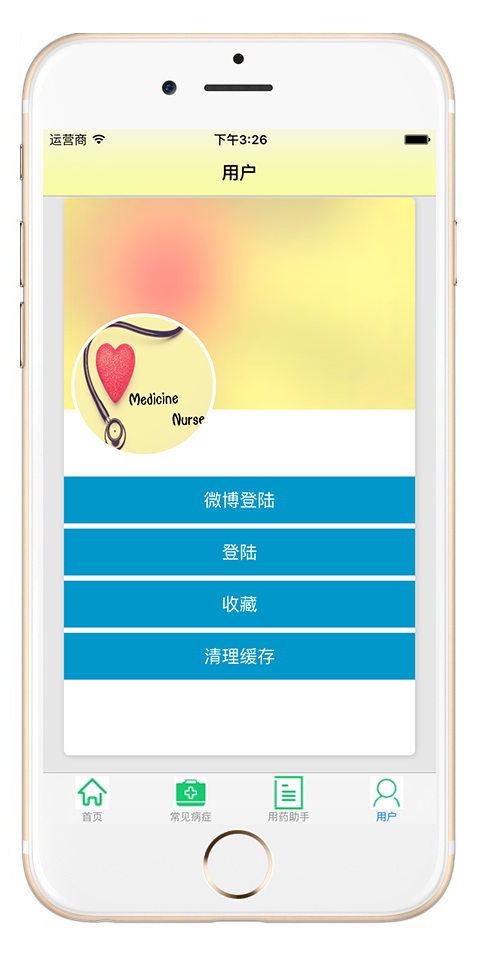 运营商
下午3:26
用户
Medicine
Nurse
微博登陆
登陆
收藏
清理缓存
首页
常见病症
用药助手
用户